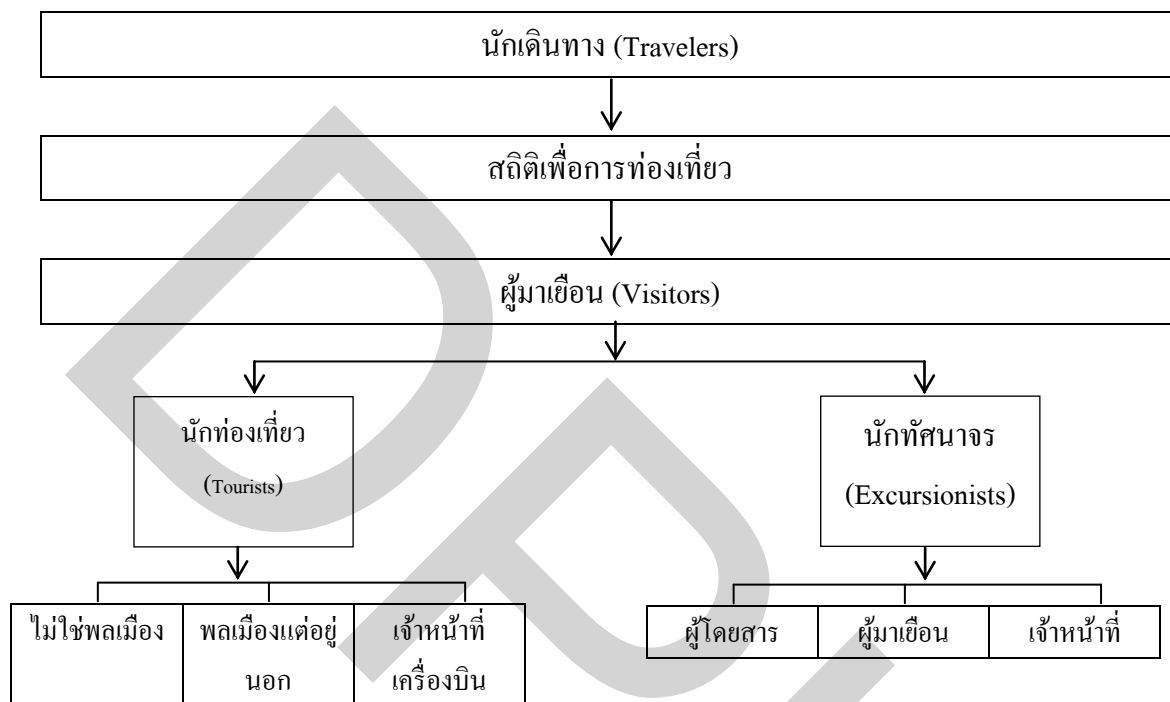 นักเดินทาง (Travelers)
สถิติเพื่อการท่องเที่ยว
ผู้มาเยือน (Visitors)
นักท่องเที่ยว
(Tourists)
นักทัศนาจร
(Excursionists)
ไม่ใช่พลเมือง
พลเมืองแต่อยู่
นอก
เจ้าหน้าที่
เครื่องบิน
ผู้โดยสาร
ผู้มาเยือน
เจ้าหน้าที่